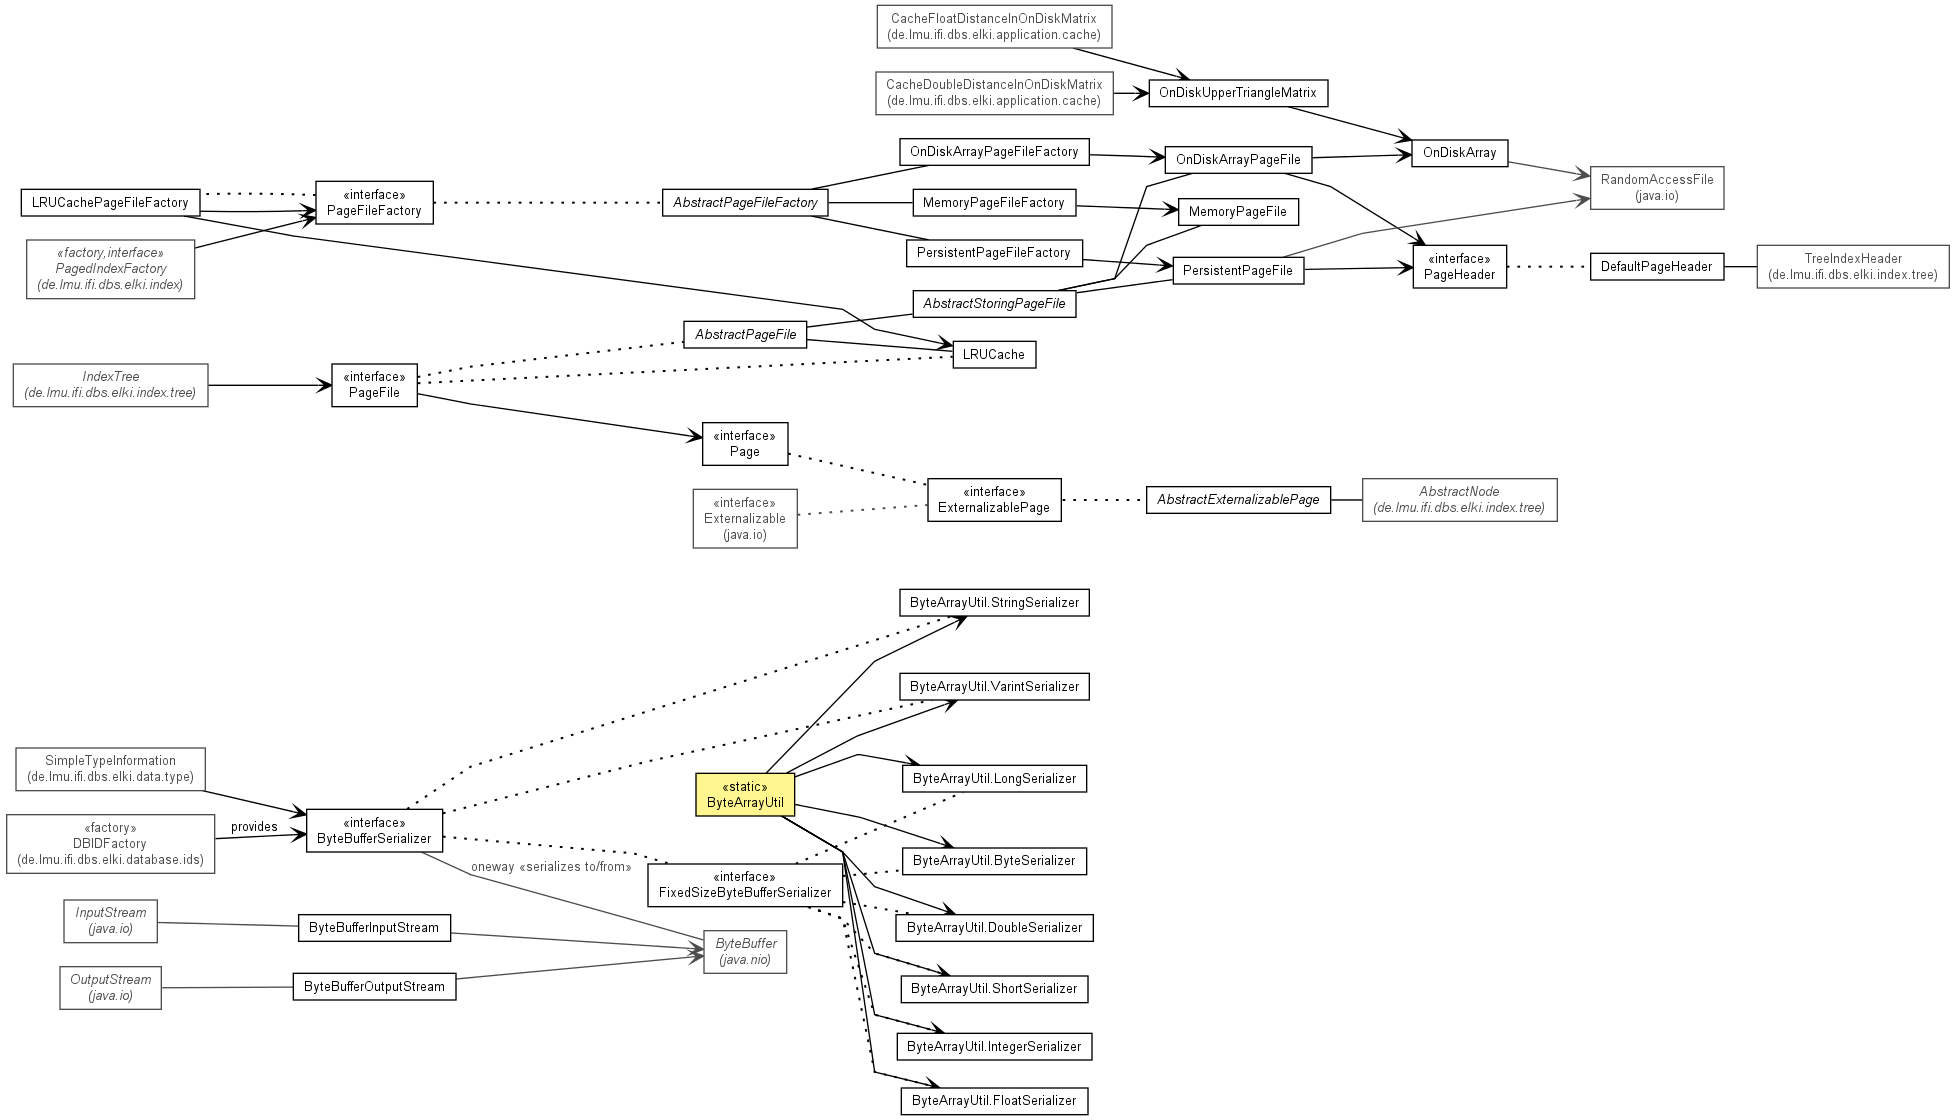 CacheFloatDistanceInOnDiskMatrix
(de.lmu.ifi.dbs.elki.application.cache)
CacheDoubleDistanceInOnDiskMatrix
(de.lmu.ifi.dbs.elki.application.cache)
OnDiskUpperTriangleMatrix
OnDiskArrayPageFileFactory
OnDiskArrayPageFile
OnDiskArray
RandomAccessFile
(java.io)
LRUCachePageFileFactory
«interface»
PageFileFactory
AbstractPageFileFactory
MemoryPageFileFactory
MemoryPageFile
«factory,interface»
PagedIndexFactory
(de.lmu.ifi.dbs.elki.index)
PersistentPageFileFactory
PersistentPageFile
«interface»
PageHeader
DefaultPageHeader
TreeIndexHeader
(de.lmu.ifi.dbs.elki.index.tree)
AbstractStoringPageFile
AbstractPageFile
LRUCache
IndexTree
(de.lmu.ifi.dbs.elki.index.tree)
«interface»
PageFile
«interface»
Page
«interface»
Externalizable
(java.io)
«interface»
ExternalizablePage
AbstractExternalizablePage
AbstractNode
(de.lmu.ifi.dbs.elki.index.tree)
ByteArrayUtil.StringSerializer
ByteArrayUtil.VarintSerializer
SimpleTypeInformation
(de.lmu.ifi.dbs.elki.data.type)
«static»
ByteArrayUtil
ByteArrayUtil.LongSerializer
«factory»
DBIDFactory
(de.lmu.ifi.dbs.elki.database.ids)
provides
«interface»
ByteBufferSerializer
oneway «serializes to/from»
«interface»
FixedSizeByteBufferSerializer
ByteArrayUtil.ByteSerializer
InputStream
(java.io)
ByteBufferInputStream
ByteBuffer
(java.nio)
ByteArrayUtil.DoubleSerializer
OutputStream
(java.io)
ByteBufferOutputStream
ByteArrayUtil.ShortSerializer
ByteArrayUtil.IntegerSerializer
ByteArrayUtil.FloatSerializer